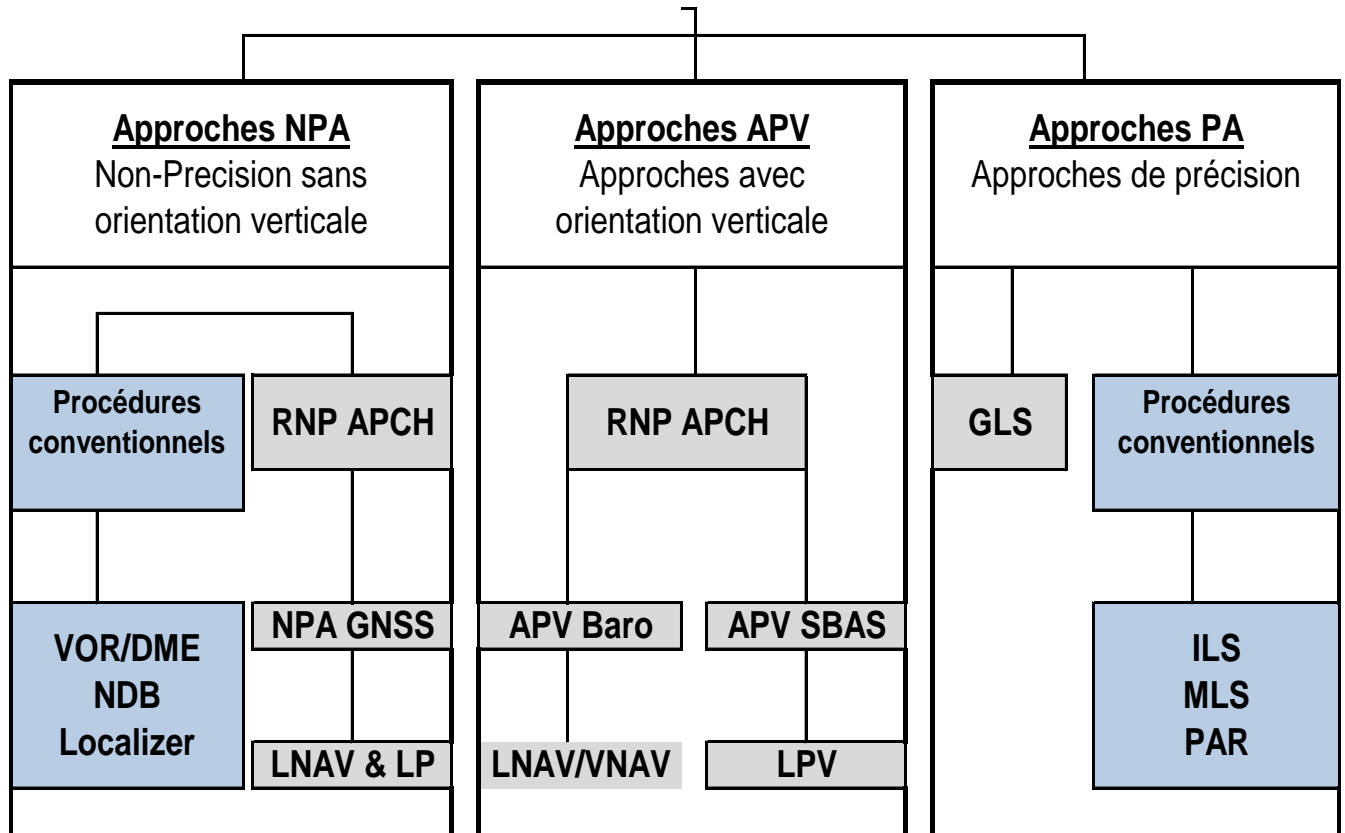 Approches NPA
Non-Precision sans
orientation verticale
Approches APV
Approches avec
orientation verticale
Approches PA
Approches de précision
Procédures
conventionnels
RNP APCH
RNP APCH
GLS
Procédures
conventionnels
VOR/DME
NDB
Localizer
NPA GNSS
LNAV & LP
APV Baro
LNAV/VNAV
APV SBAS
LPV
ILS
MLS
PAR